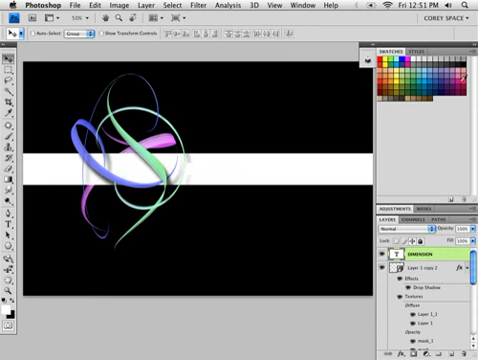 Photoshop File Edit Image Layer Select Filter Analysis 3D View Window Help Fri 12:51 PM
50% COREY SPACE
Auto-Select: Group Show Transform Controls
SWATCHES STYLES
ADJUSTMENTS MASKS
LAYERS CHANNELS PATHS
Normal Opacity: 100%
Lock: Fill: 100%
T DIMENSION
Layer 1 copy 2 fx
Effects
Drop Shadow
Textures
Diffuse
Layer 1_1
Layer 1
Opacity
mask_1